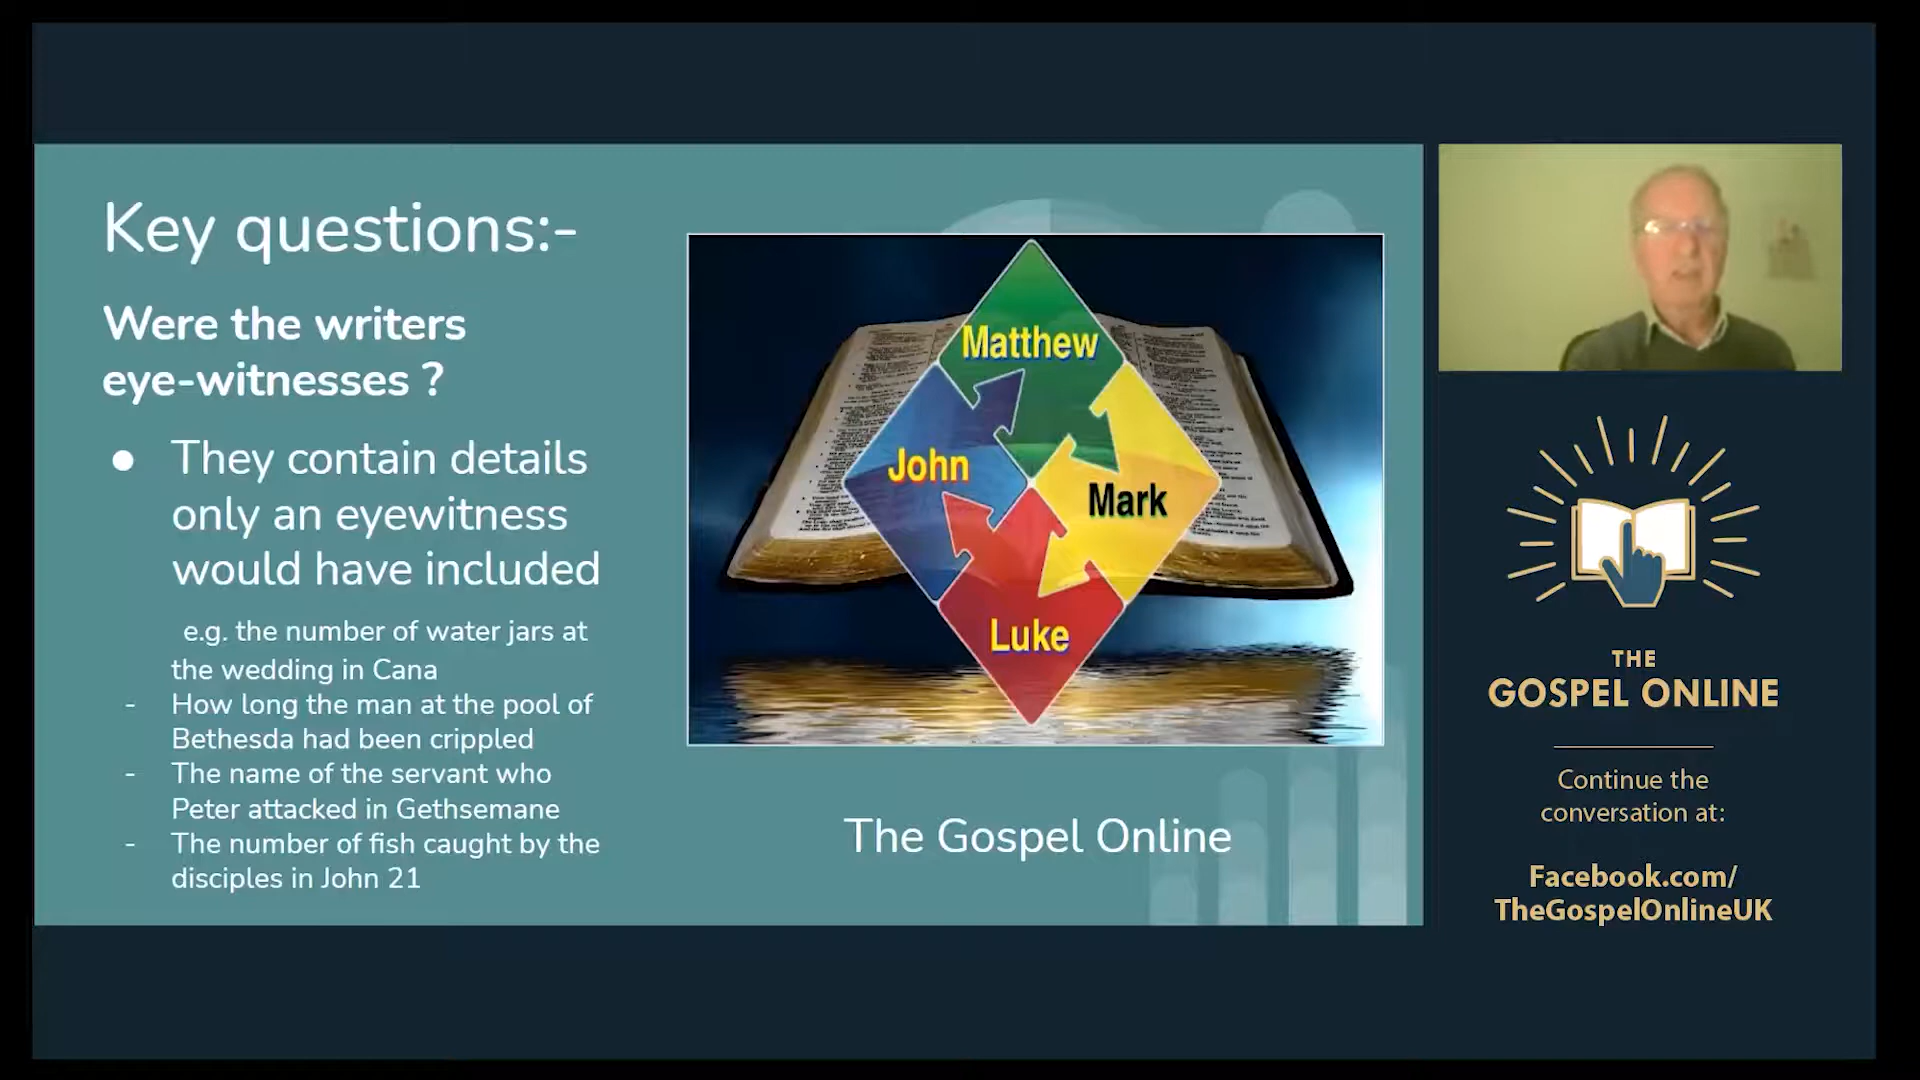 Key questions:-
Were the writers
eye-witnesses ?
● They contain details
only an eyewitness
would have included
e.g. the number of water jars at
the wedding in Cana
- How long the man at the pool of
Bethesda had been crippled
- The name of the servant who
Peter attacked in Gethsemane
- The number of fish caught by the
disciples in John 21
Matthew
John
Mark
Luke
The Gospel Online
THE
GOSPEL ONLINE
Continue the
conversation at:
Facebook.com/
TheGospelOnlineUK